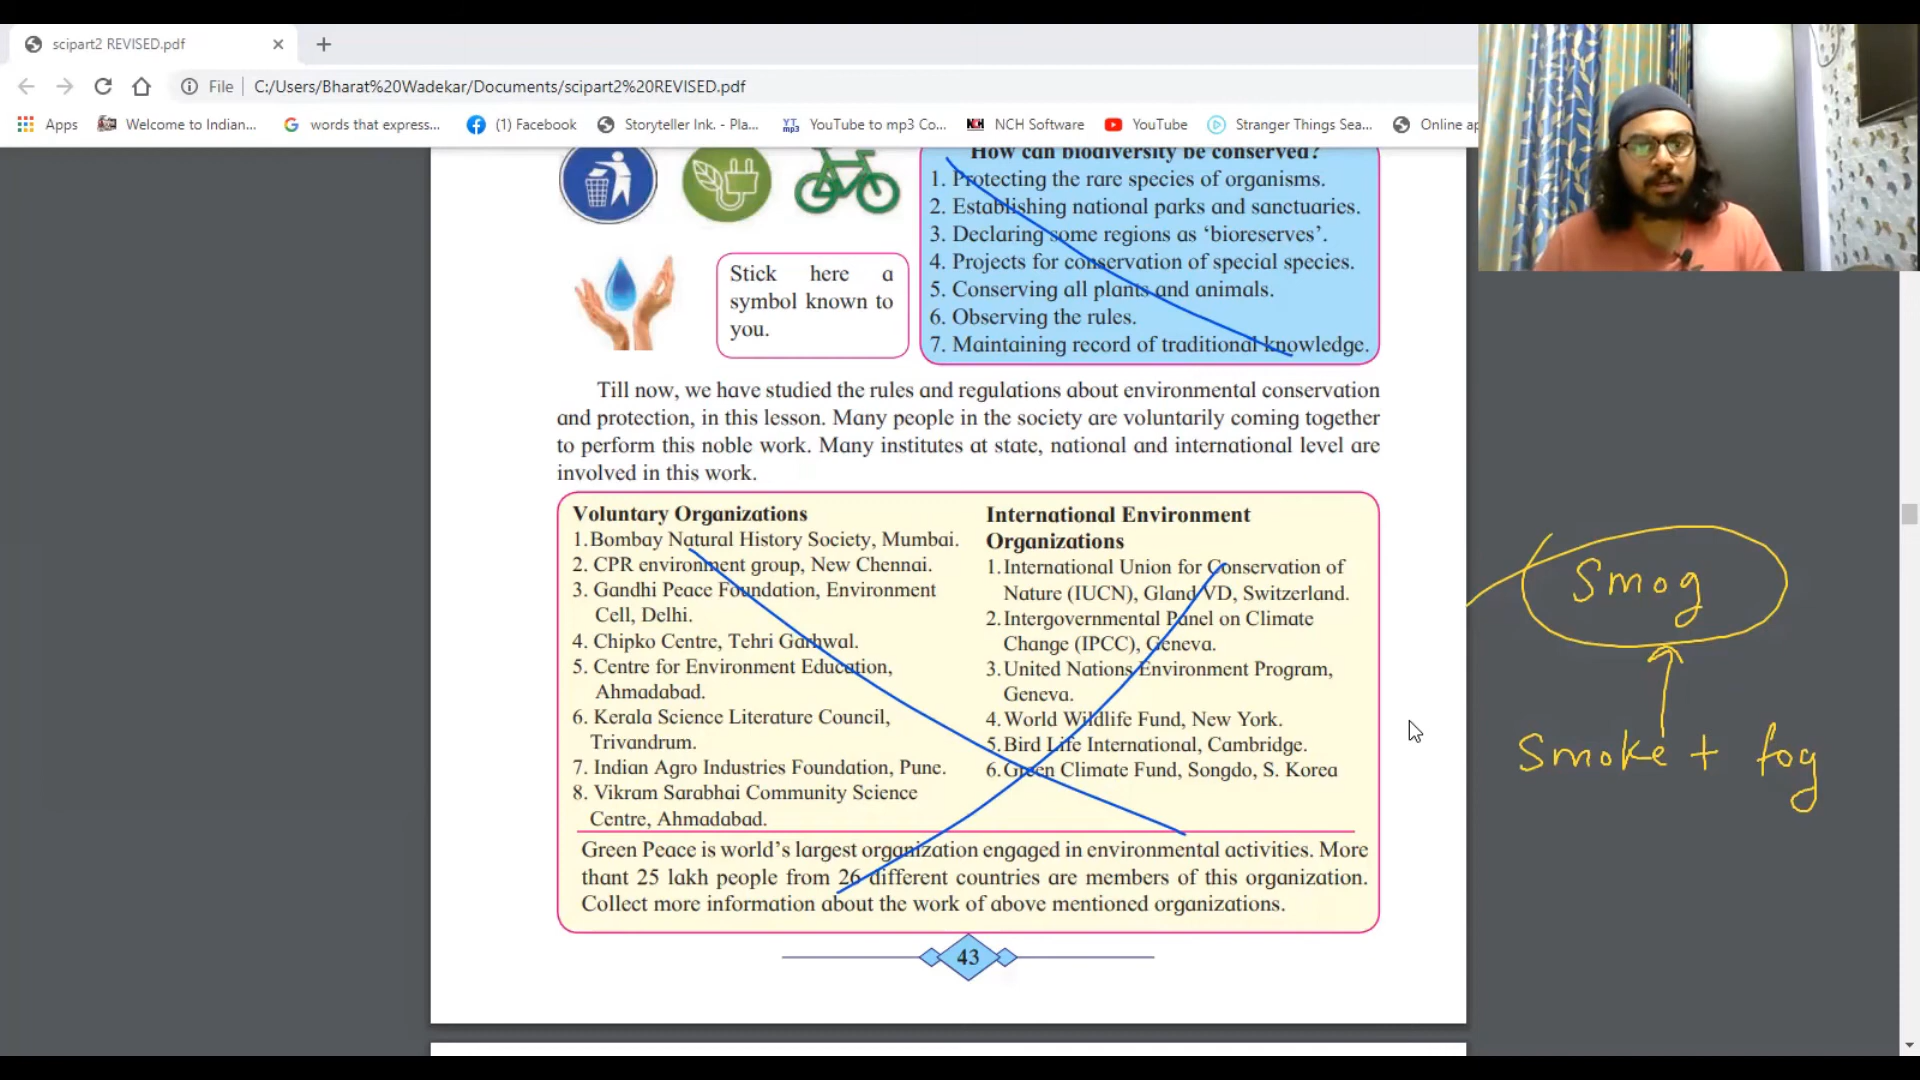 scipart2 REVISED.pdf
File
C:/Users/Bharat%20Wadekar/Documents/scipart2%20REVISED.pdf
Apps
Welcome to Indian...
words that express...
(1) Facebook
Storyteller Ink. - Pla...
YouTube to mp3 Co...
NCH Software
YouTube
Stranger Things Sea...
Online ap
How can biodiversity be conserved?
1. Protecting the rare species of organisms.
2. Establishing national parks and sanctuaries.
3. Declaring some regions as ‘bioreserves’.
4. Projects for conservation of special species.
5. Conserving all plants and animals.
6. Observing the rules.
7. Maintaining record of traditional knowledge.
Stick here a
symbol known to
you.
Till now, we have studied the rules and regulations about environmental conservation
and protection, in this lesson. Many people in the society are voluntarily coming together
to perform this noble work. Many institutes at state, national and international level are
involved in this work.
Voluntary Organizations
1.Bombay Natural History Society, Mumbai.
2. CPR environment group, New Chennai.
3. Gandhi Peace Foundation, Environment
Cell, Delhi.
4. Chipko Centre, Tehri Garhwal.
5. Centre for Environment Education,
Ahmadabad.
6. Kerala Science Literature Council,
Trivandrum.
7. Indian Agro Industries Foundation, Pune.
8. Vikram Sarabhai Community Science
Centre, Ahmadabad.
International Environment
Organizations
1.International Union for Conservation of
Nature (IUCN), Gland VD, Switzerland.
2.Intergovernmental Panel on Climate
Change (IPCC), Geneva.
3.United Nations Environment Program,
Geneva.
4.World Wildlife Fund, New York.
5.Bird Life International, Cambridge.
6.Green Climate Fund, Songdo, S. Korea
Green Peace is world’s largest organization engaged in environmental activities. More
thant 25 lakh people from 26 different countries are members of this organization.
Collect more information about the work of above mentioned organizations.
43
Smog
Smoke + fog